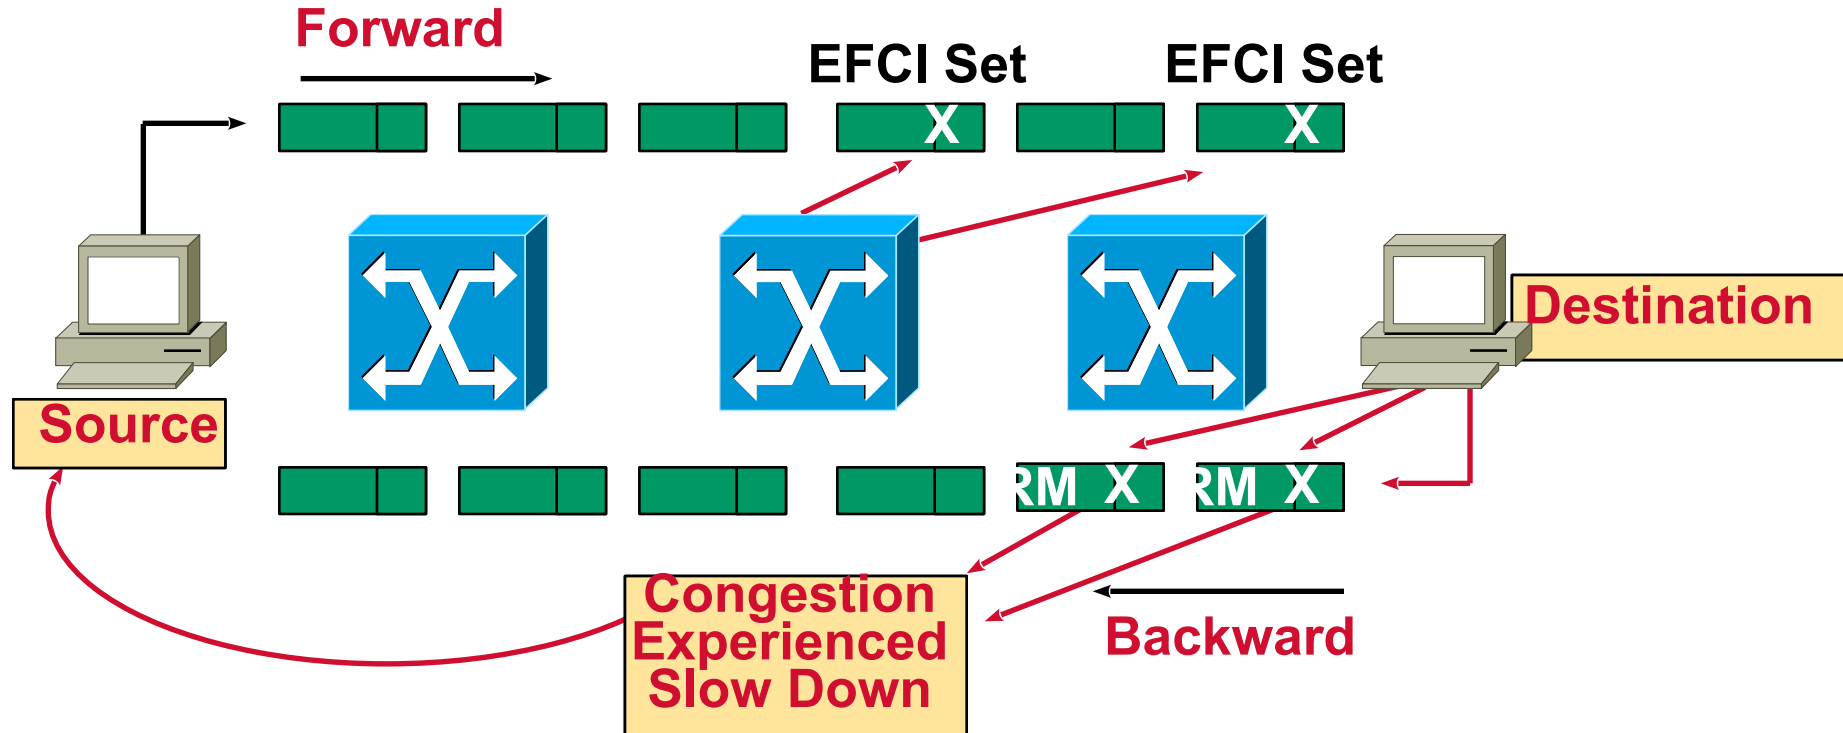 Forward
EFCI Set
EFCI Set
X
X
Destination
Source
RM X
RM X
Congestion
Experienced
Slow Down
Backward